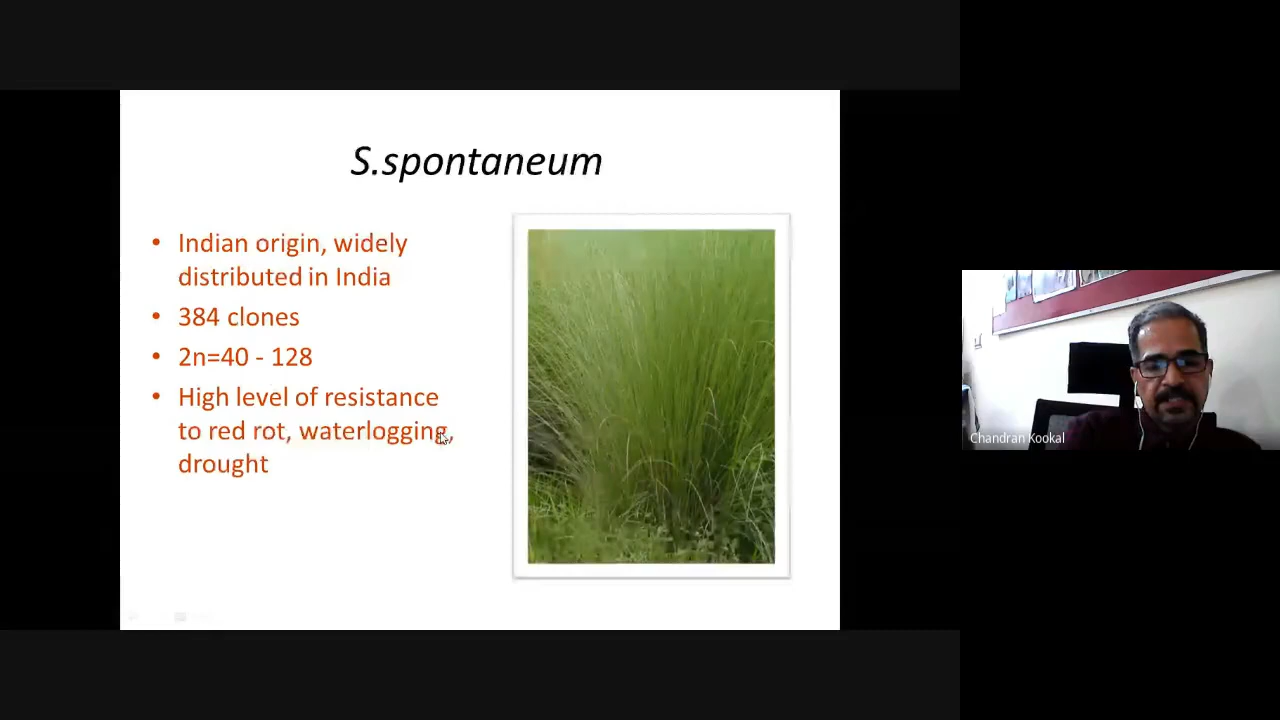 S.spontaneum
• Indian origin, widely
distributed in India
• 384 clones
• 2n=40 - 128
• High level of resistance
to red rot, waterlogging,
drought
Chandran Kookal